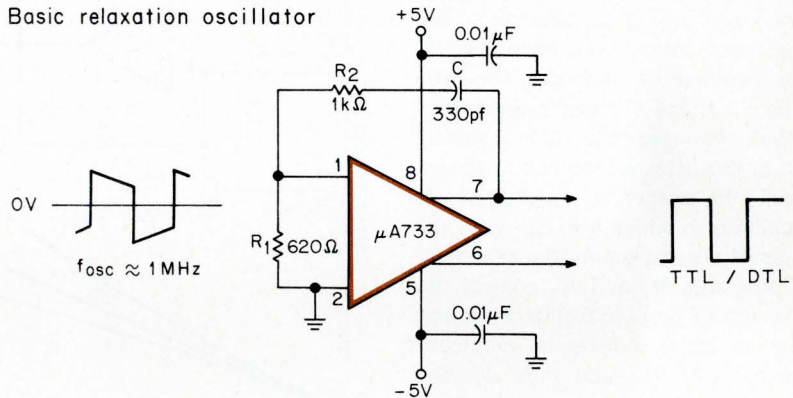 Basic relaxation oscillator
+5V
0.01µF
R2
1kΩ
C
330pf
1
8
7
0V
µA733
R1
620Ω
6
fosc ≈ 1MHz
TTL / DTL
2
5
0.01µF
−5V